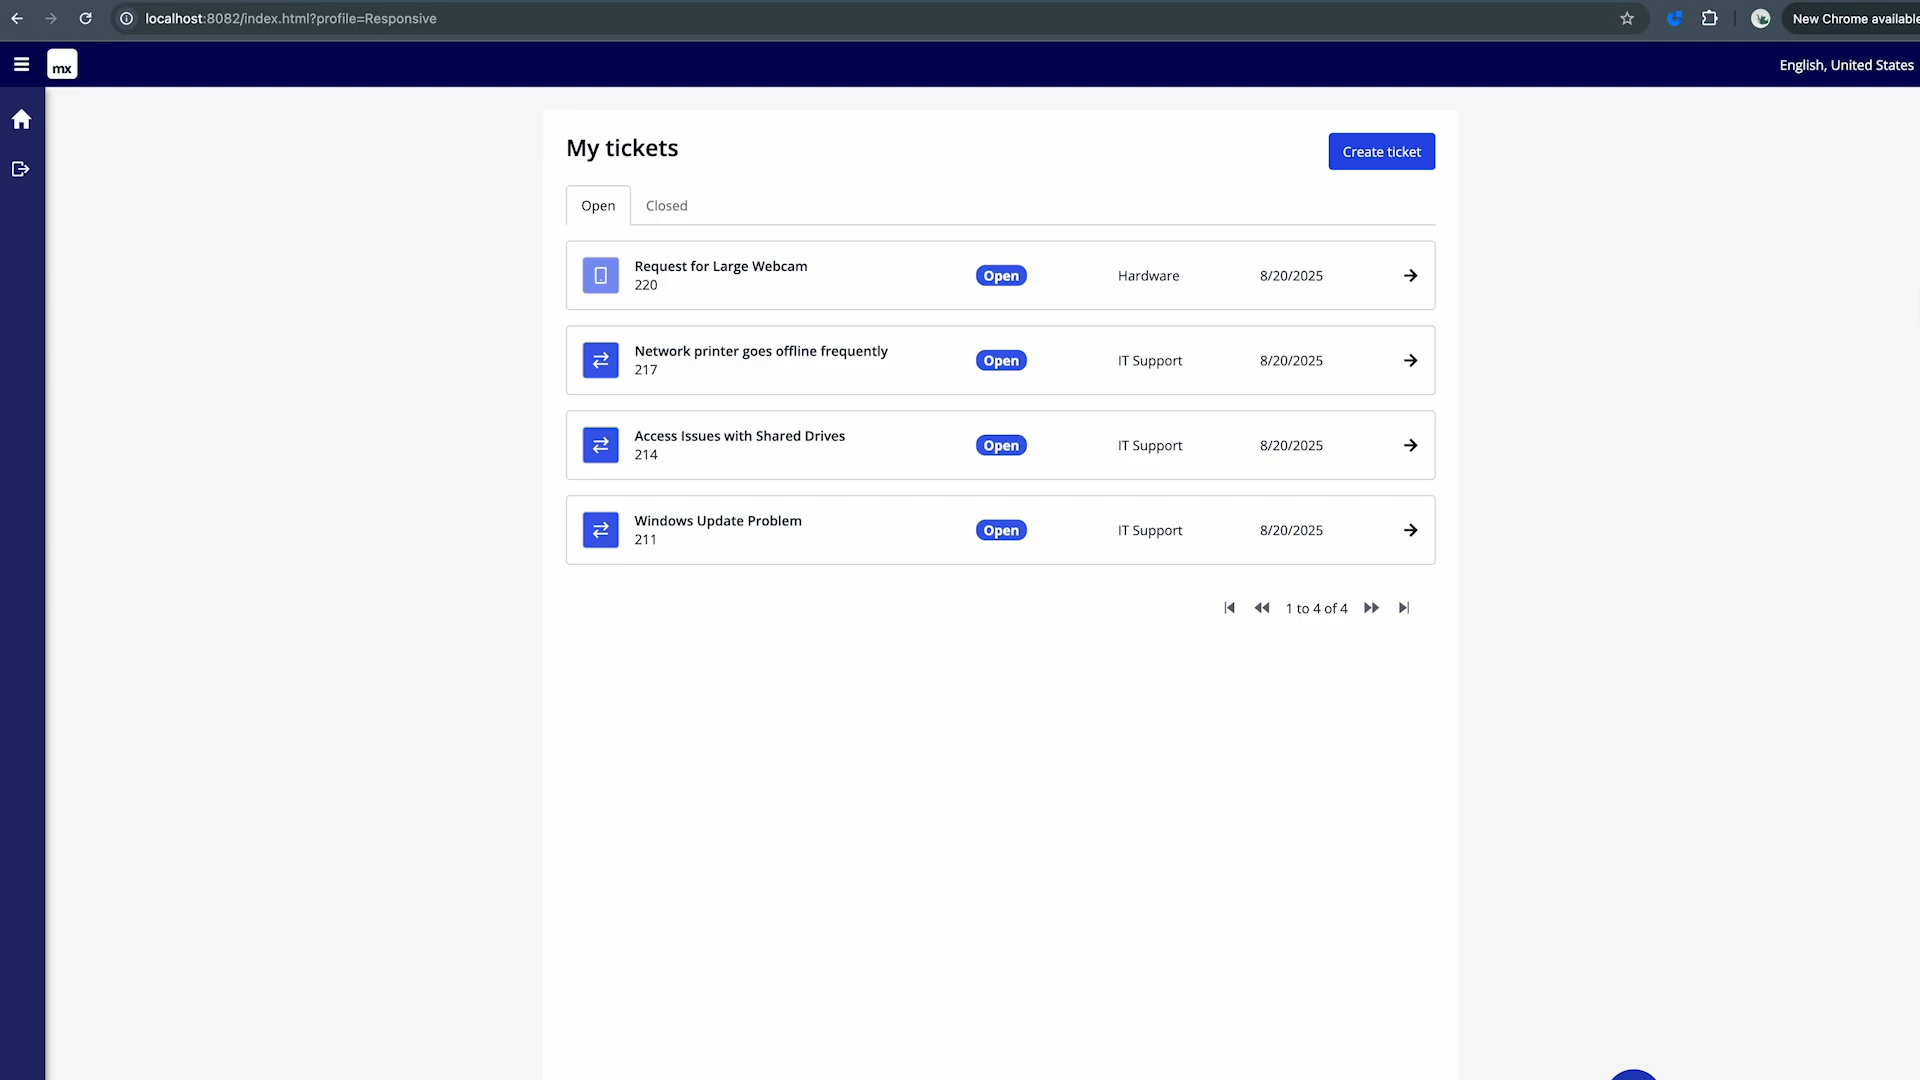 localhost:8082/index.html?profile=Responsive
New Chrome available
mx
English, United States
My tickets
Create ticket
Open
Closed
Request for Large Webcam
220
Open
Hardware
8/20/2025
Network printer goes offline frequently
217
Open
IT Support
8/20/2025
Access Issues with Shared Drives
214
Open
IT Support
8/20/2025
Windows Update Problem
211
Open
IT Support
8/20/2025
1 to 4 of 4